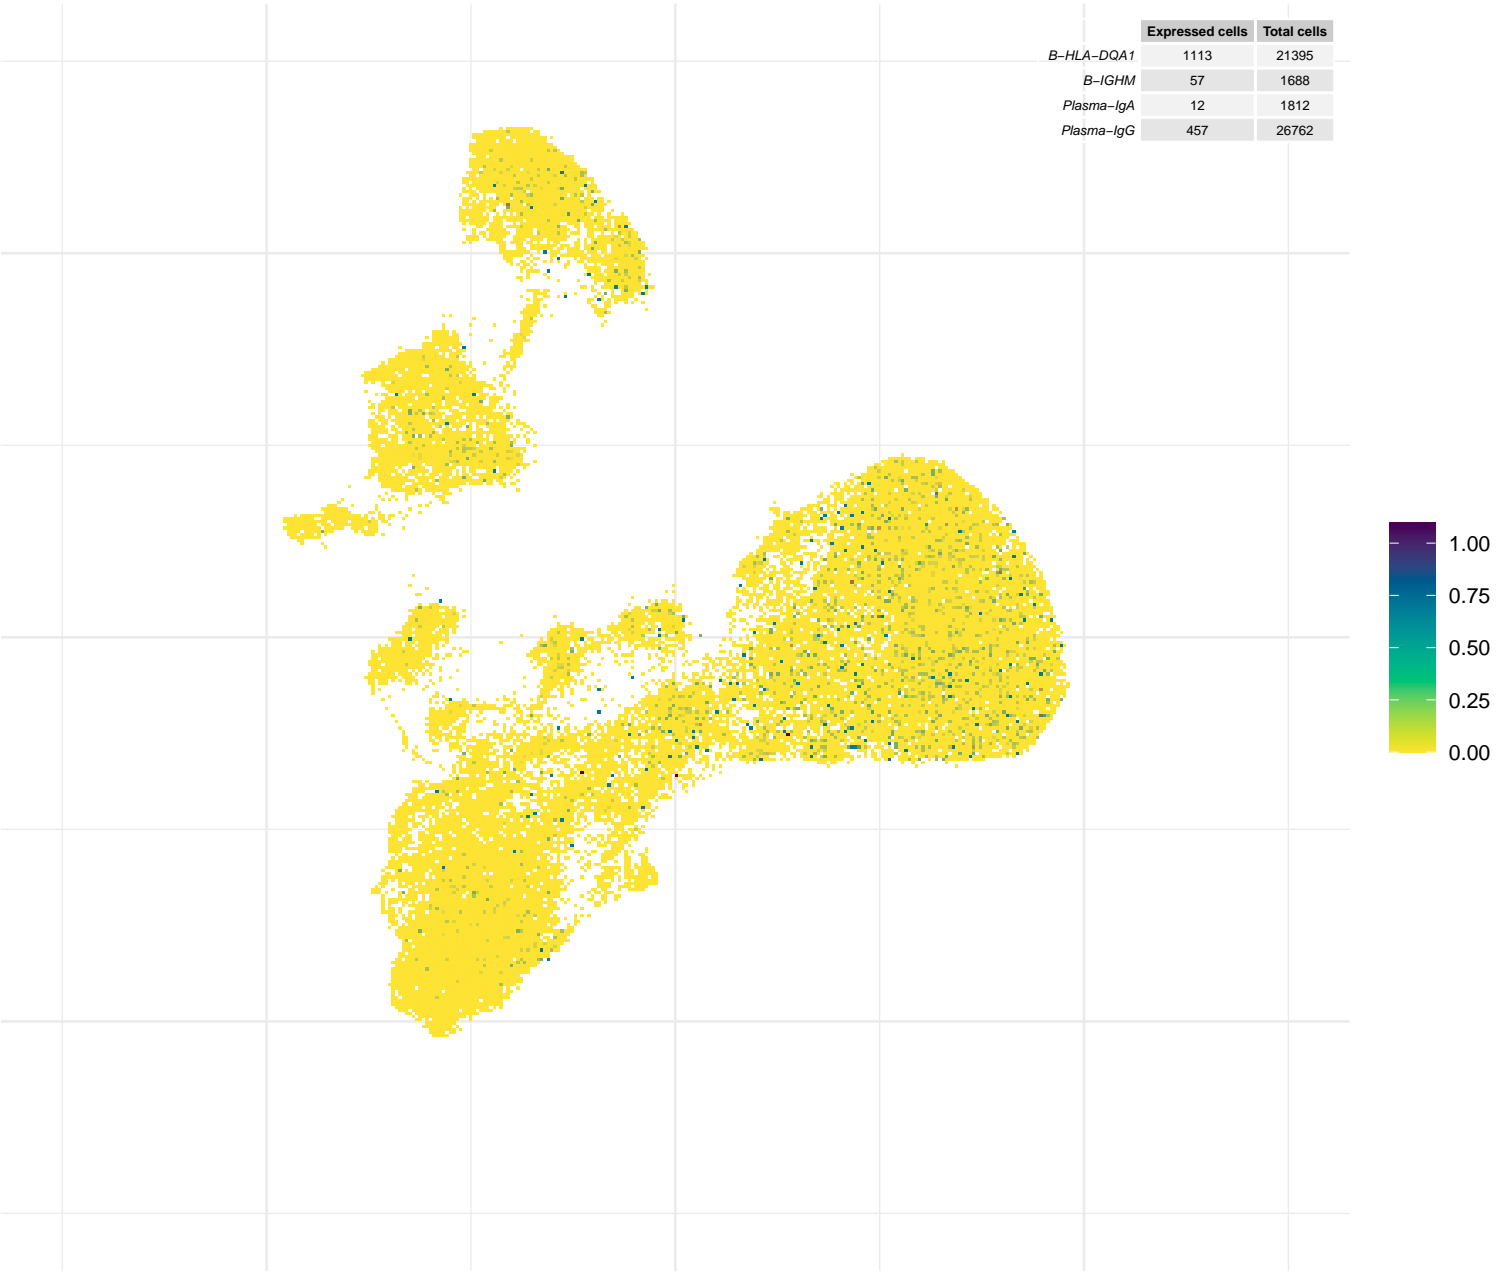 Expressed cells Total cells
B−HLA−DQA1 1113 21395
B−IGHM 57 1688
Plasma−IgA 12 1812
Plasma−IgG 457 26762
1.00
0.75
0.50
0.25
0.00